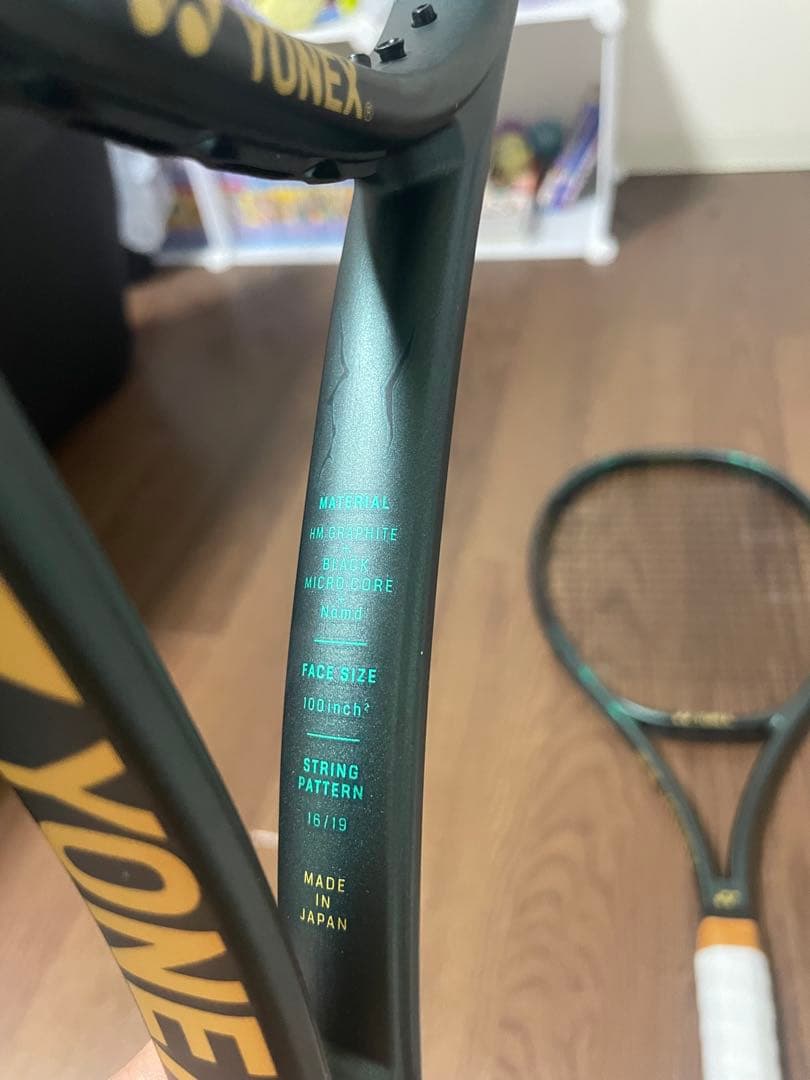 YONEX®
MATERIAL
HM GRAPHITE
+
BLACK
MICRO CORE
+
Namd
FACE SIZE
100inch²
STRING
PATTERN
16/19
MADE
IN
JAPAN
YONEX
YONEX